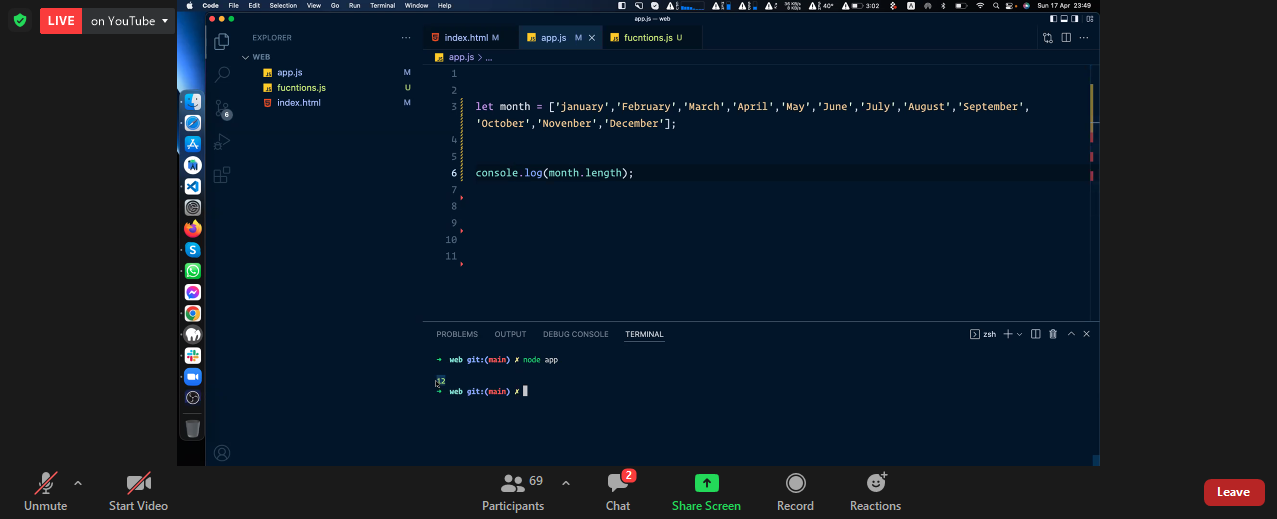 LIVE on YouTube
Code File Edit Selection View Go Run Terminal Window Help
40° 3:02 Sun 17 Apr 23:49
app.js — web
EXPLORER
WEB
app.js M
fucntions.js U
index.html M
6
index.html M app.js M fucntions.js U
app.js > ...
1
2
3 let month = ['january','February','March','April','May','June','July','August','September',
'October','Novenber','December'];
4
5
6 console.log(month.length);
7
8
9
10
11
PROBLEMS OUTPUT DEBUG CONSOLE TERMINAL zsh
→ web git:(main) ✗ node app
12
→ web git:(main) ✗
Unmute Start Video Participants 69 Chat 2 Share Screen Record Reactions Leave